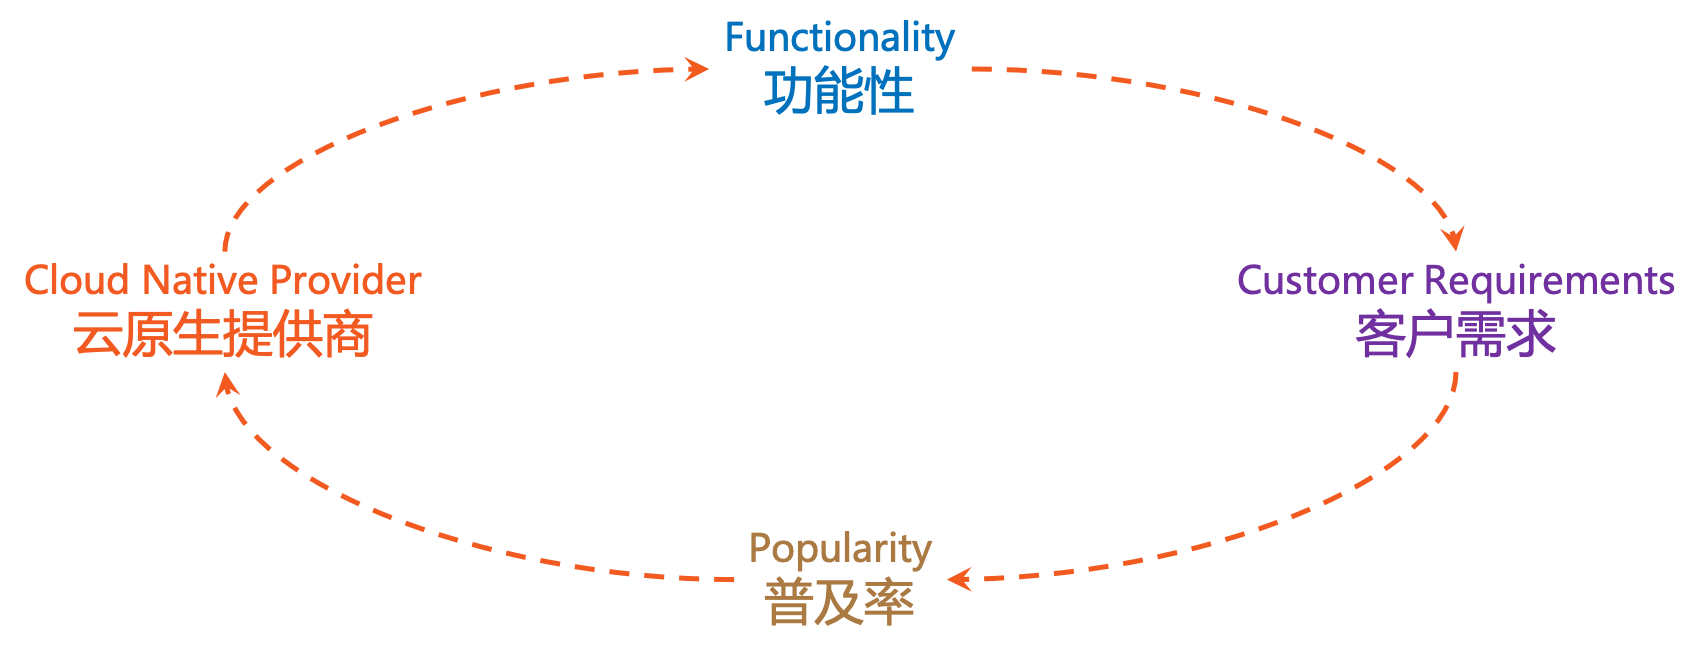 Functionality
功能性
Cloud Native Provider
云原生提供商
Customer Requirements
客户需求
Popularity
普及率